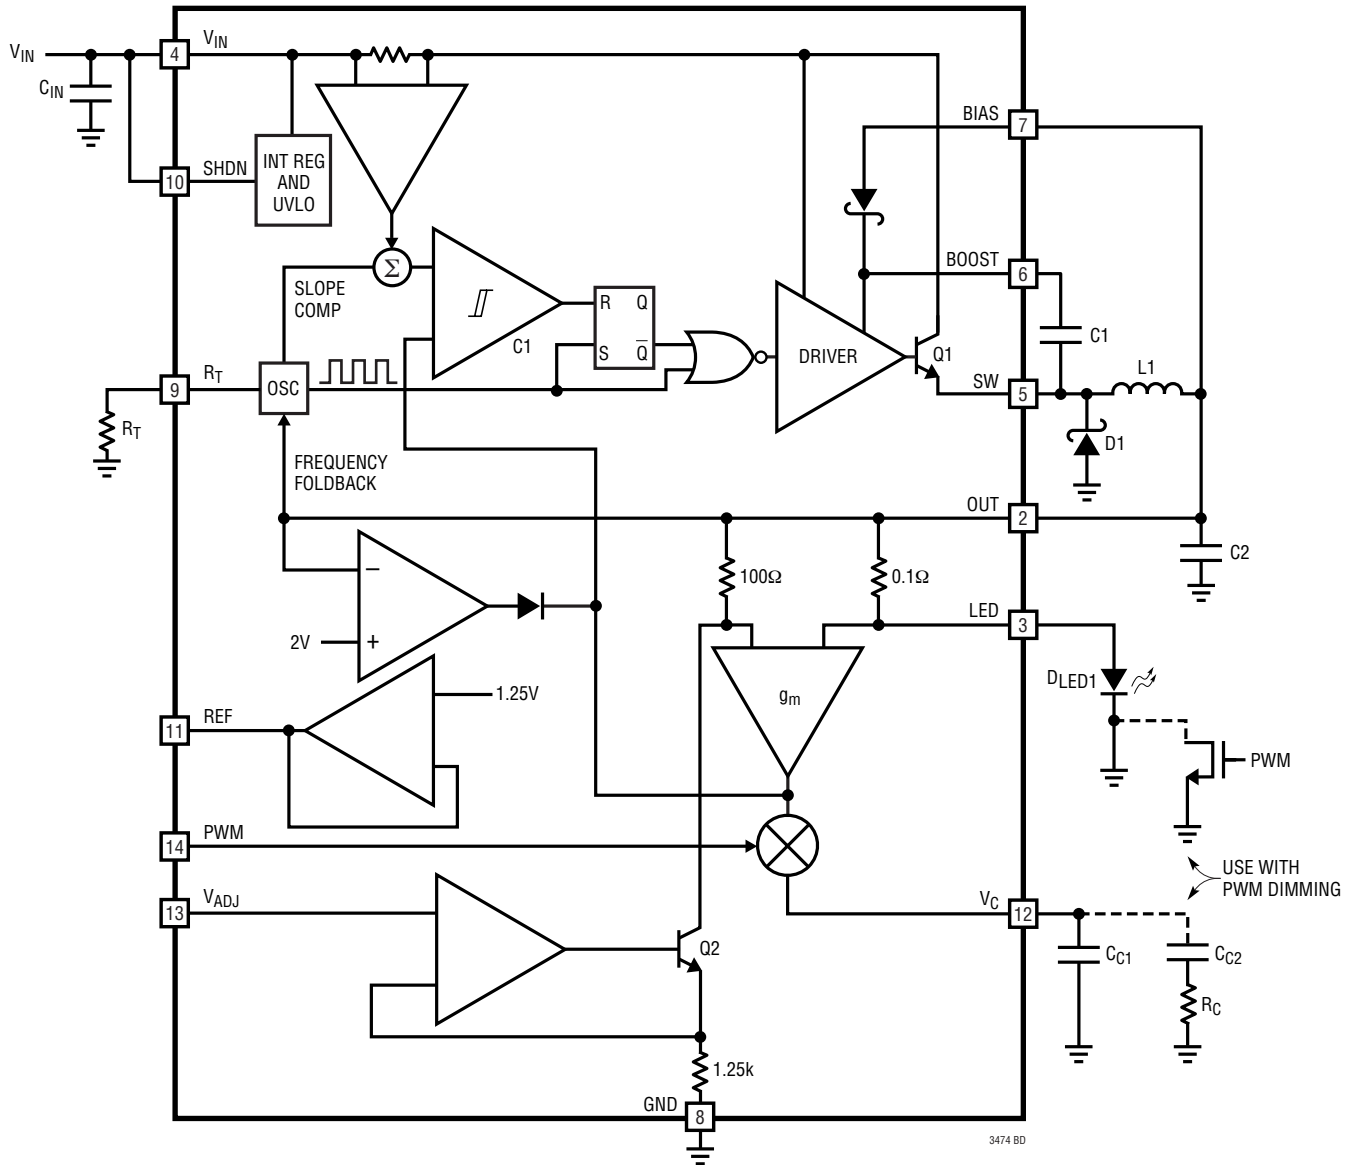 VIN
4
VIN
CIN
BIAS
7
10
SHDN
INT REG
AND
UVLO
BOOST
6
Σ
SLOPE
COMP
R Q
C1
C1
S Q̅
DRIVER
Q1
L1
SW
5
RT
9
OSC
RT
D1
FREQUENCY
FOLDBACK
OUT
2
C2
100Ω
0.1Ω
−
LED
3
2V
+
DLED1
gm
1.25V
REF
11
PWM
PWM
14
USE WITH
PWM DIMMING
VADJ
13
VC
12
Q2
CC1
CC2
RC
1.25k
GND
8
3474 BD